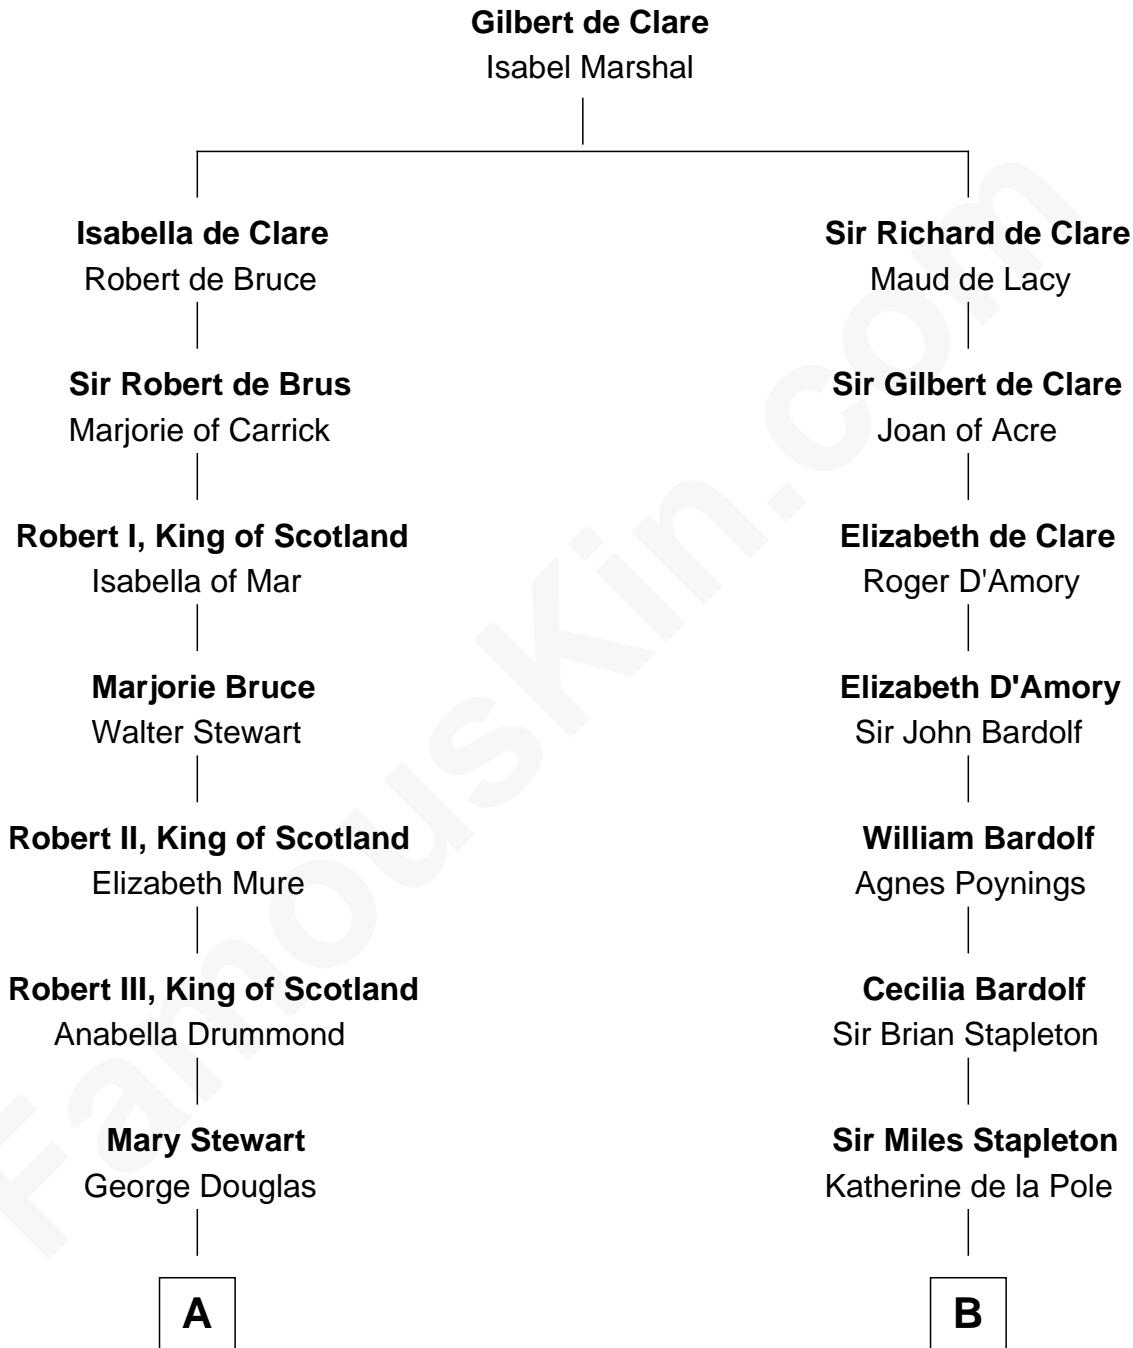 Gilbert de Clare
Isabel Marshal
Isabella de Clare
Robert de Bruce
Sir Richard de Clare
Maud de Lacy
Sir Robert de Brus
Marjorie of Carrick
Sir Gilbert de Clare
Joan of Acre
Robert I, King of Scotland
Isabella of Mar
Elizabeth de Clare
Roger D'Amory
Marjorie Bruce
Walter Stewart
Elizabeth D'Amory
Sir John Bardolf
Robert II, King of Scotland
Elizabeth Mure
William Bardolf
Agnes Poynings
Robert III, King of Scotland
Anabella Drummond
Cecilia Bardolf
Sir Brian Stapleton
Mary Stewart
George Douglas
Sir Miles Stapleton
Katherine de la Pole
A
B
FamousKin.com